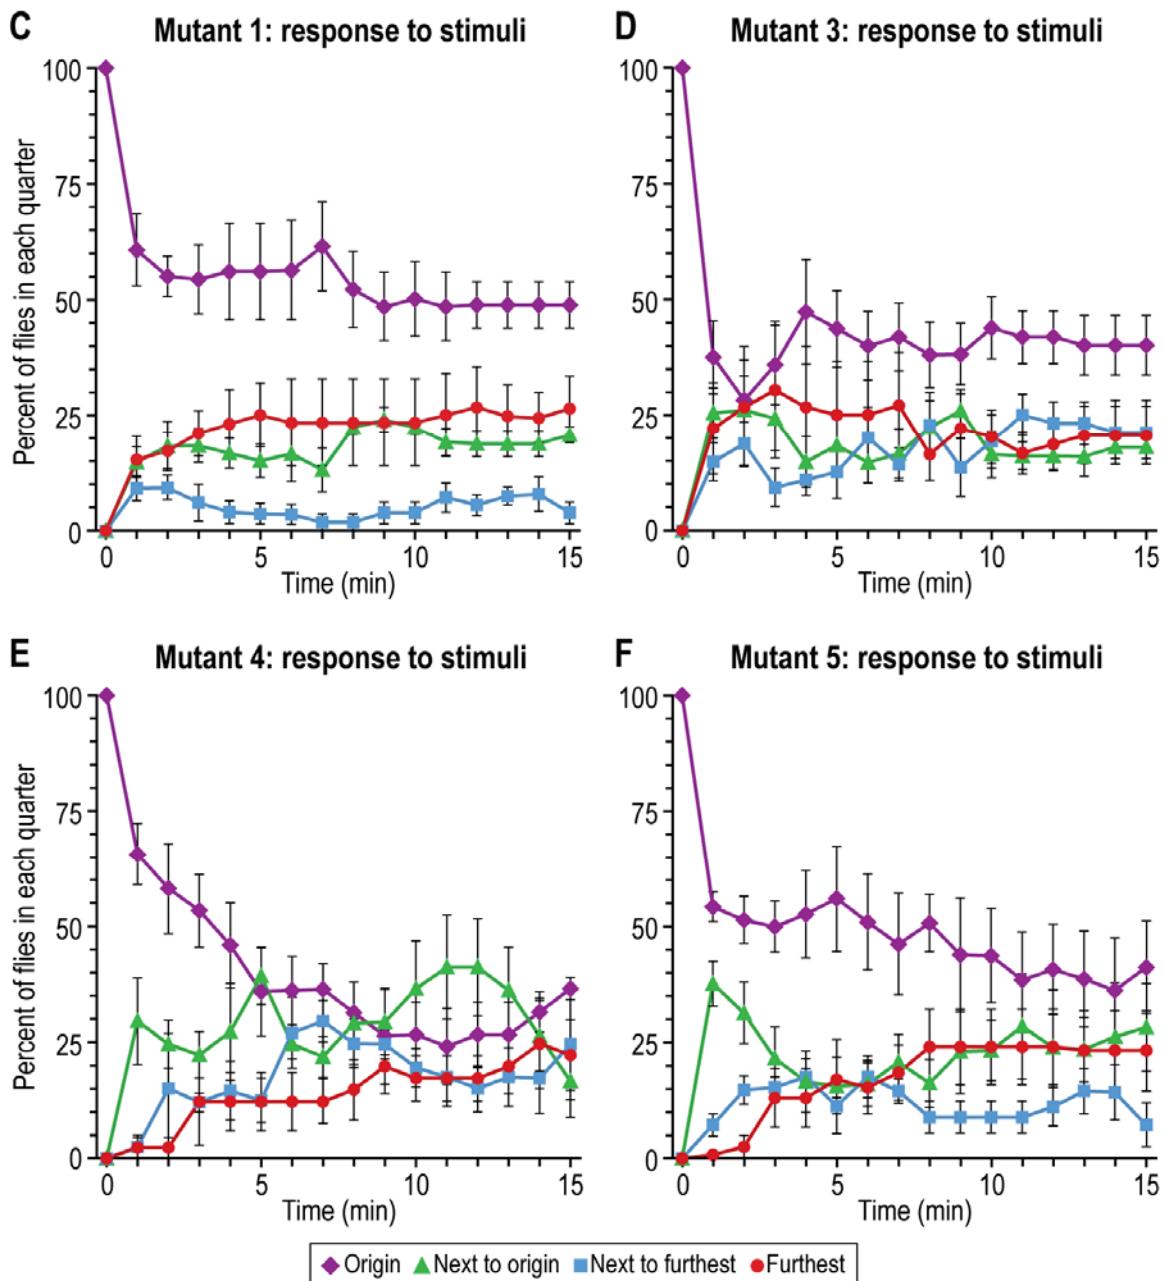 C Mutant 1: response to stimuli
D Mutant 3: response to stimuli
Percent of flies in each quarter
100
75
50
25
0
0 5 10 15
Time (min)
100
75
50
25
0
0 5 10 15
Time (min)
E Mutant 4: response to stimuli
F Mutant 5: response to stimuli
Percent of flies in each quarter
100
75
50
25
0
0 5 10 15
Time (min)
100
75
50
25
0
0 5 10 15
Time (min)
Origin Next to origin Next to furthest Furthest